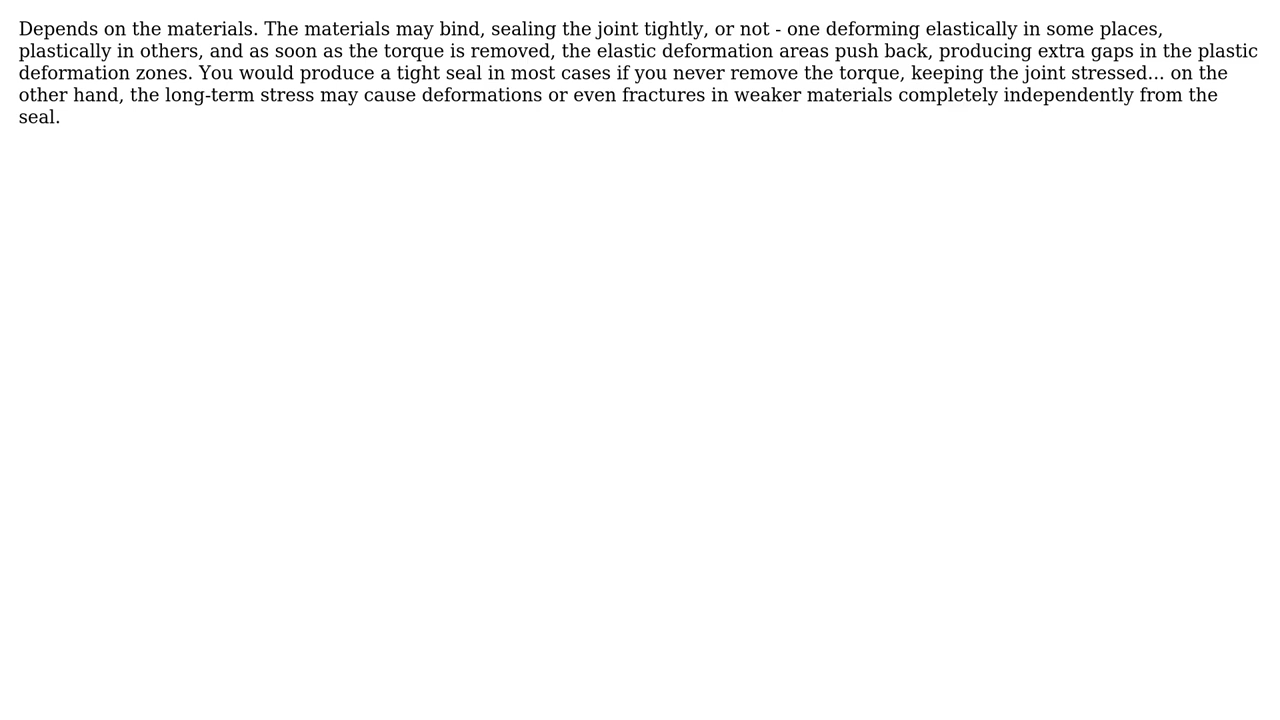 Depends on the materials. The materials may bind, sealing the joint tightly, or not - one deforming elastically in some places,
plastically in others, and as soon as the torque is removed, the elastic deformation areas push back, producing extra gaps in the plastic
deformation zones. You would produce a tight seal in most cases if you never remove the torque, keeping the joint stressed... on the
other hand, the long-term stress may cause deformations or even fractures in weaker materials completely independently from the
seal.